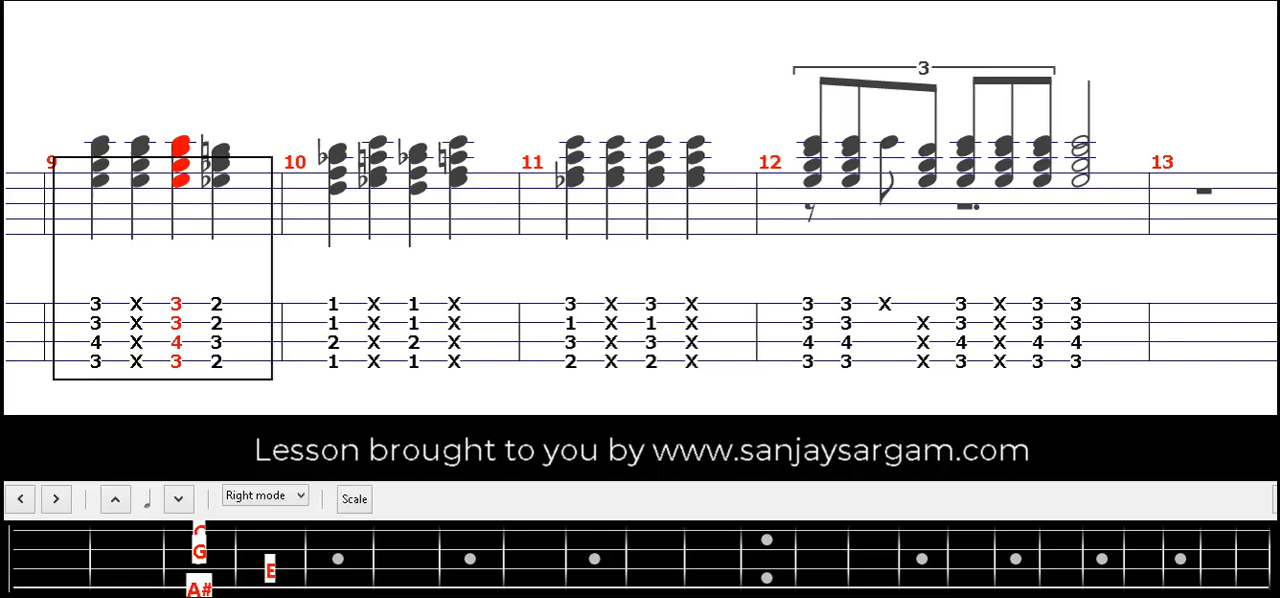 3
9 10 11 12 13
3 X 3 2 1 X 1 X 3 X 3 X 3 3 X 3 X 3 3
3 X 3 2 1 X 1 X 1 X 1 X 3 3 X 3 X 3 3
4 X 4 3 2 X 2 X 3 X 3 X 4 4 X 4 X 4 4
3 X 3 2 1 X 1 X 2 X 2 X 3 3 X 3 X 3 3
Lesson brought to you by www.sanjaysargam.com
Right mode Scale
G
E
A#